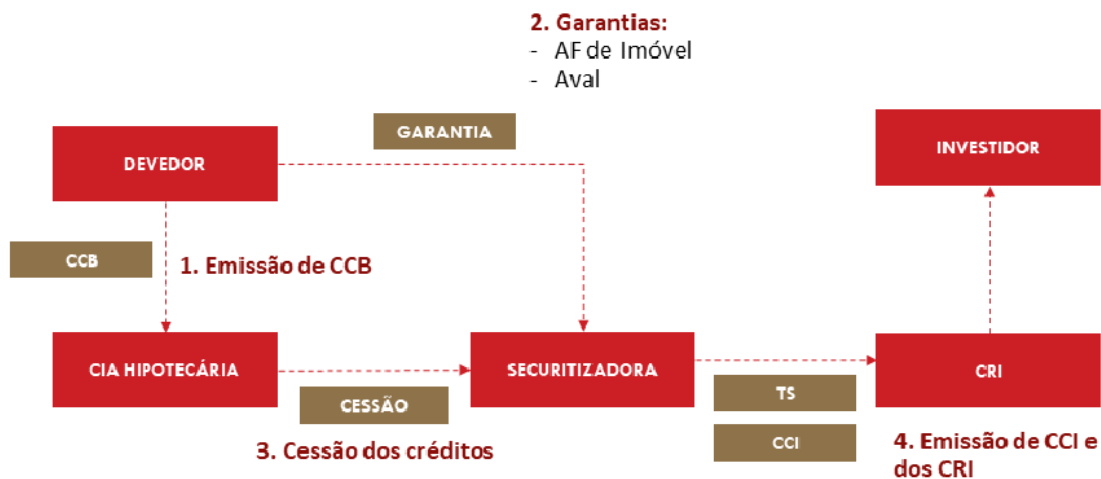 2. Garantias:
- AF de Imóvel
- Aval
GARANTIA
DEVEDOR
INVESTIDOR
CCB
1. Emissão de CCB
CIA HIPOTECÁRIA
SECURITIZADORA
CRI
CESSÃO
TS
3. Cessão dos créditos
CCI
4. Emissão de CCI e
dos CRI